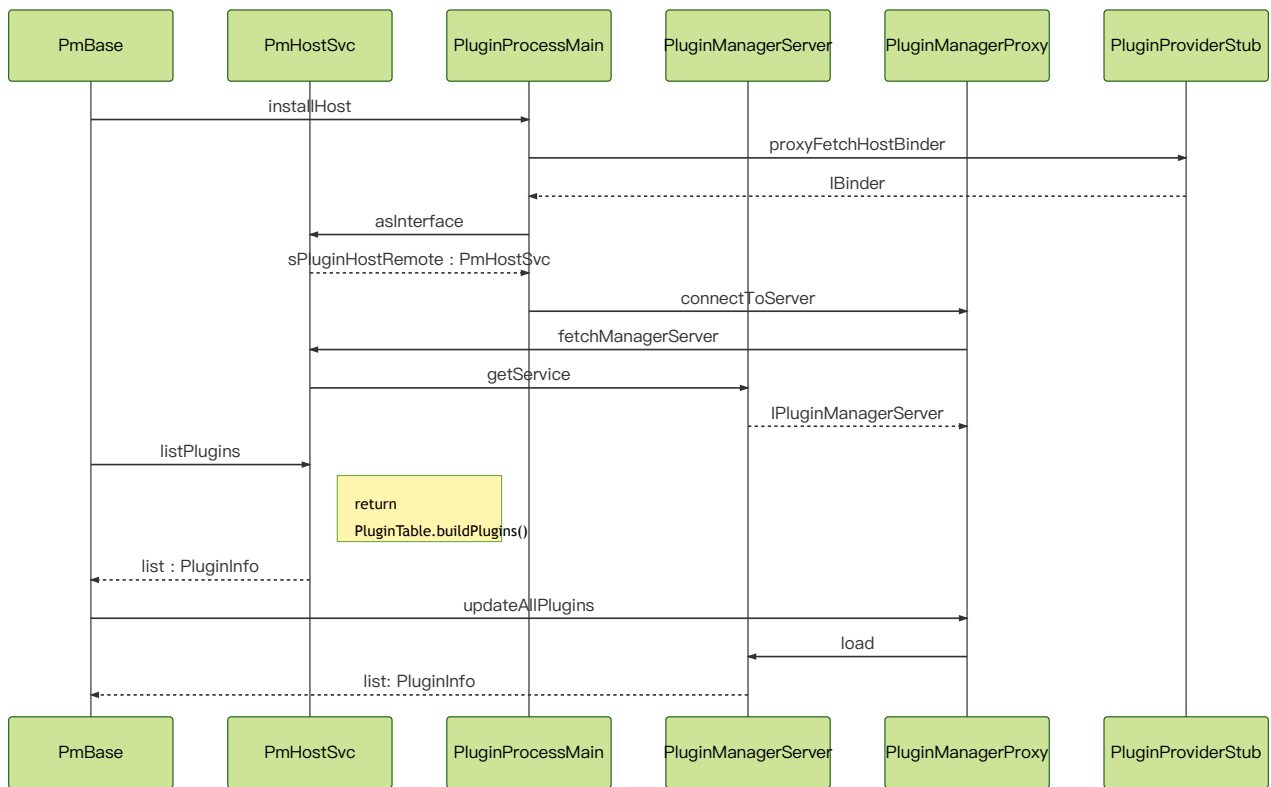 PmBase
PmHostSvc
PluginProcessMain
PluginManagerServer
PluginManagerProxy
PluginProviderStub
installHost
proxyFetchHostBinder
IBinder
asInterface
sPluginHostRemote : PmHostSvc
connectToServer
fetchManagerServer
getService
IPluginManagerServer
listPlugins
return
PluginTable.buildPlugins()
list : PluginInfo
updateAllPlugins
load
list: PluginInfo
PmBase
PmHostSvc
PluginProcessMain
PluginManagerServer
PluginManagerProxy
PluginProviderStub